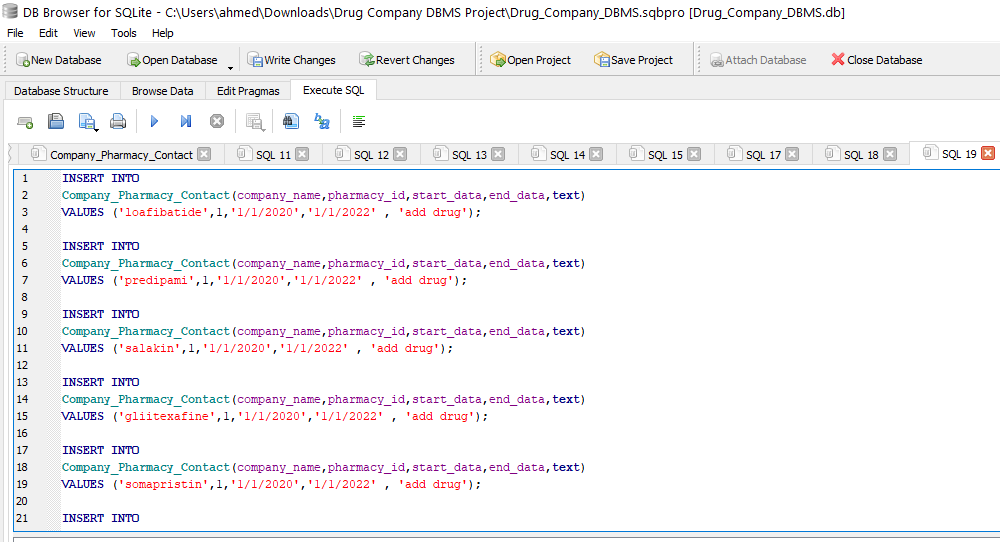 DB Browser for SQLite - C:\Users\ahmed\Downloads\Drug Company DBMS Project\Drug_Company_DBMS.sqbpro [Drug_Company_DBMS.db]
File Edit View Tools Help
New Database Open Database Write Changes Revert Changes Open Project Save Project Attach Database Close Database
Database Structure Browse Data Edit Pragmas Execute SQL
Company_Pharmacy_Contact SQL 11 SQL 12 SQL 13 SQL 14 SQL 15 SQL 17 SQL 18 SQL 19
1 INSERT INTO
2 Company_Pharmacy_Contact(company_name,pharmacy_id,start_data,end_data,text)
3 VALUES ('loafibatide',1,'1/1/2020','1/1/2022' , 'add drug');
4
5 INSERT INTO
6 Company_Pharmacy_Contact(company_name,pharmacy_id,start_data,end_data,text)
7 VALUES ('predipami',1,'1/1/2020','1/1/2022' , 'add drug');
8
9 INSERT INTO
10 Company_Pharmacy_Contact(company_name,pharmacy_id,start_data,end_data,text)
11 VALUES ('salakin',1,'1/1/2020','1/1/2022' , 'add drug');
12
13 INSERT INTO
14 Company_Pharmacy_Contact(company_name,pharmacy_id,start_data,end_data,text)
15 VALUES ('gliitexafine',1,'1/1/2020','1/1/2022' , 'add drug');
16
17 INSERT INTO
18 Company_Pharmacy_Contact(company_name,pharmacy_id,start_data,end_data,text)
19 VALUES ('somapristin',1,'1/1/2020','1/1/2022' , 'add drug');
20
21 INSERT INTO